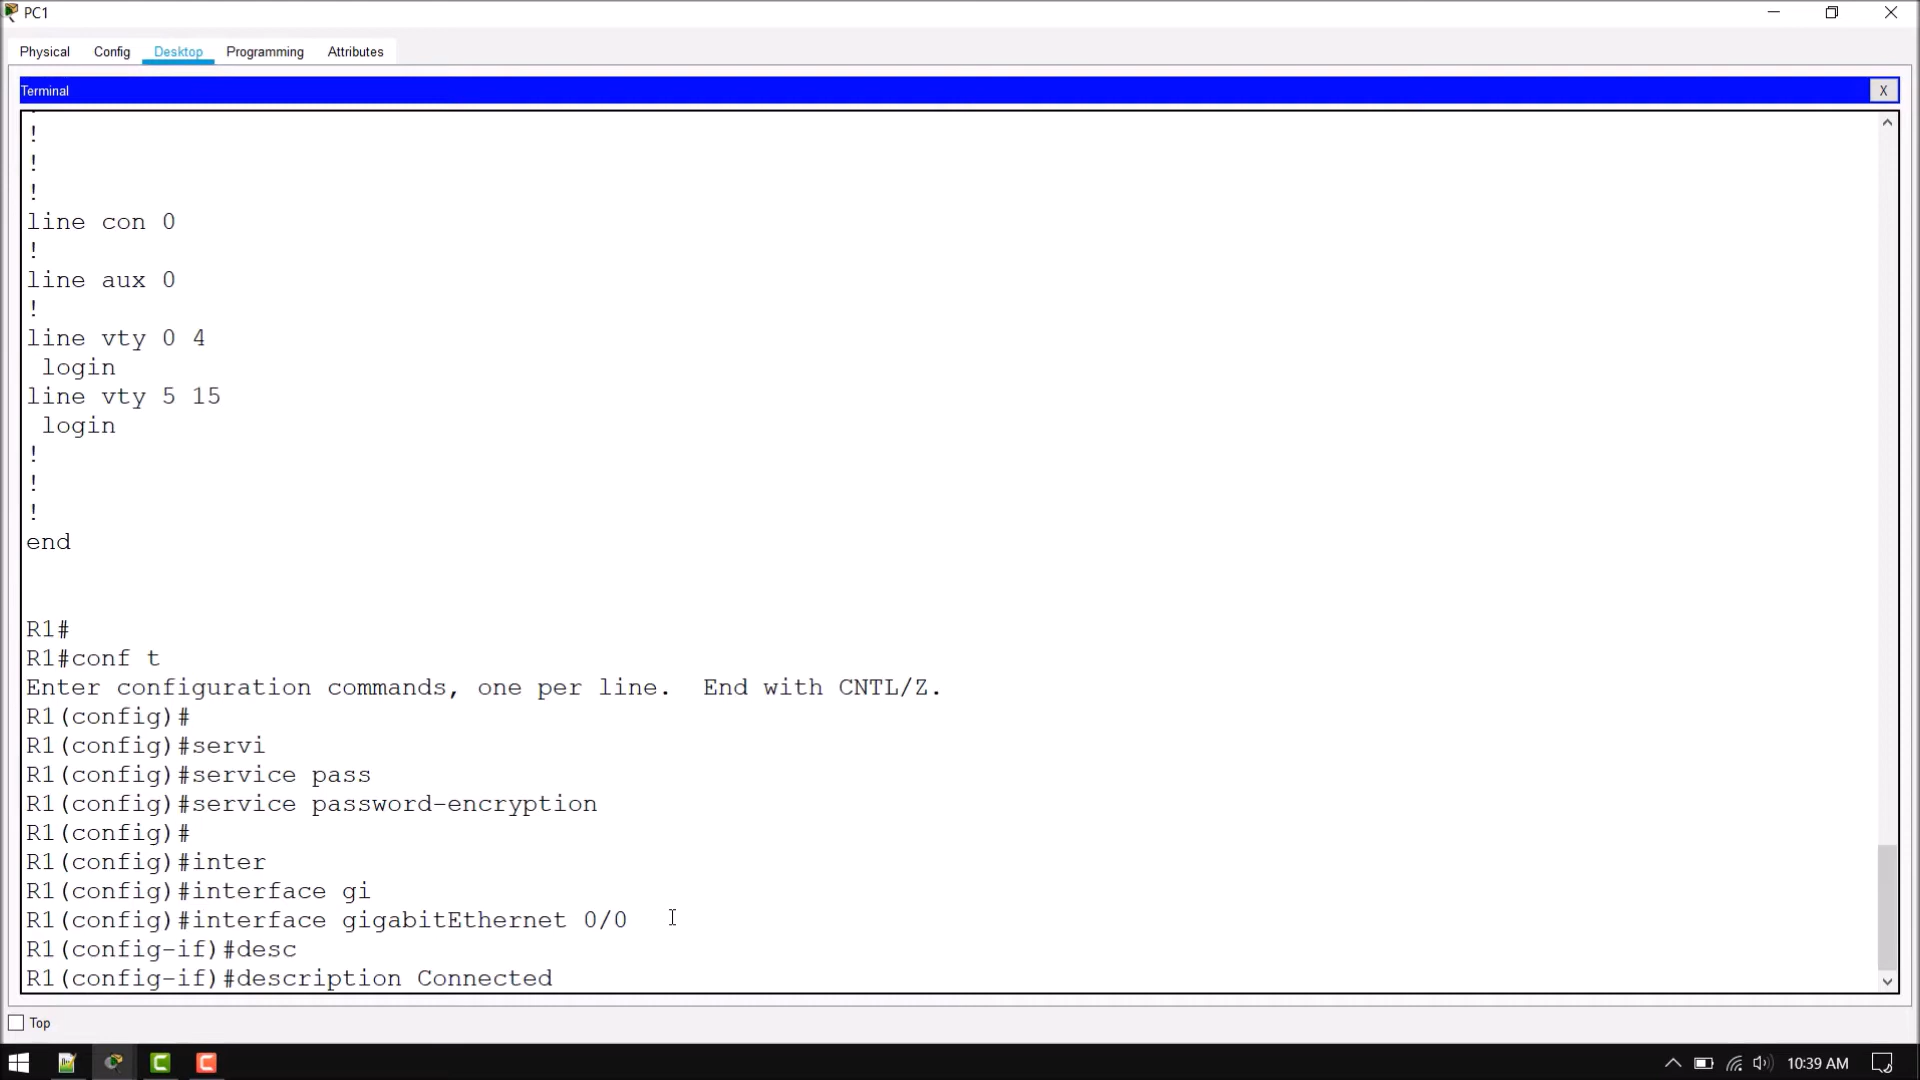 PC1
Physical Config Desktop Programming Attributes
Terminal X
!
!
!
line con 0
!
line aux 0
!
line vty 0 4
 login
line vty 5 15
 login
!
!
!
end
R1#
R1#conf t
Enter configuration commands, one per line.  End with CNTL/Z.
R1(config)#
R1(config)#servi
R1(config)#service pass
R1(config)#service password-encryption
R1(config)#
R1(config)#inter
R1(config)#interface gi
R1(config)#interface gigabitEthernet 0/0
R1(config-if)#desc
R1(config-if)#description Connected
Top
10:39 AM